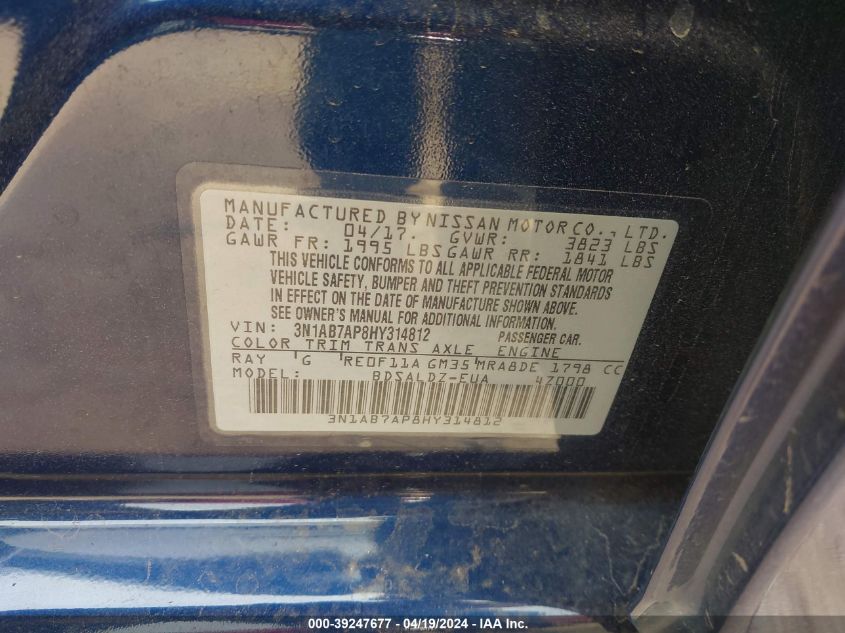 MANUFACTURED BY NISSAN MOTOR CO., LTD.
DATE: 04/17. GVWR: 3823 LBS
GAWR FR: 1995 LBS GAWR RR: 1841 LBS
THIS VEHICLE CONFORMS TO ALL APPLICABLE FEDERAL MOTOR
VEHICLE SAFETY, BUMPER AND THEFT PREVENTION STANDARDS
IN EFFECT ON THE DATE OF MANUFACTURE SHOWN ABOVE.
SEE OWNER'S MANUAL FOR ADDITIONAL INFORMATION.
VIN: 3N1AB7AP8HY314812 PASSENGER CAR.
COLOR TRIM TRANS AXLE ENGINE
RAY G RE0F11A GM35 MRA8DE 1798 CC
MODEL: BDSALDZ-EUA 47000
3N1AB7AP8HY314812
000-39247677 - 04/19/2024 - IAA Inc.